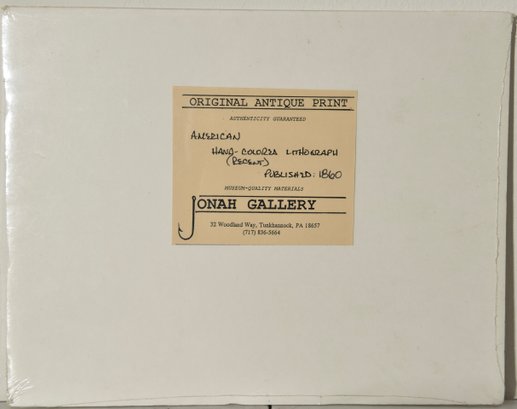 ORIGINAL ANTIQUE PRINT
AUTHENTICITY GUARANTEED
AMERICAN
HAND-COLORED LITHOGRAPH
(RECENT)
PUBLISHED: 1860
MUSEUM-QUALITY MATERIALS
JONAH GALLERY
32 Woodland Way, Tunkhannock, PA 18657
(717) 836-5664